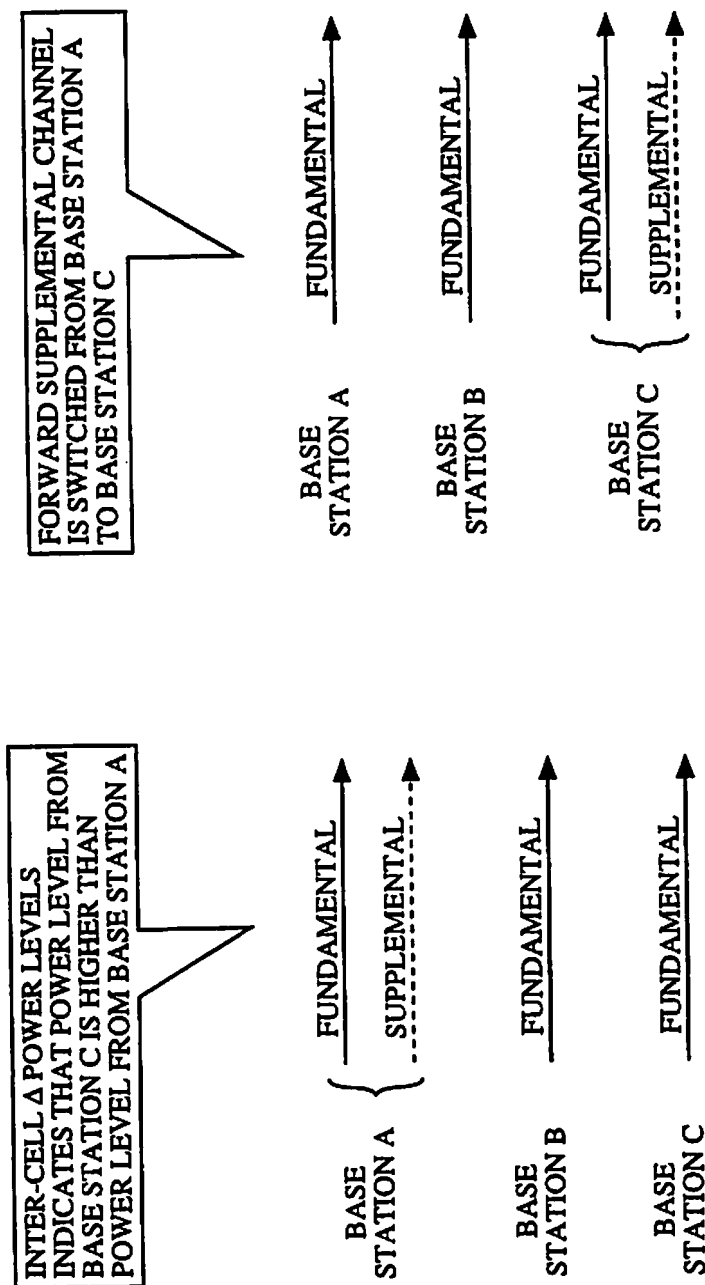 INTER-CELL Δ POWER LEVELS
INDICATES THAT POWER LEVEL FROM
BASE STATION C IS HIGHER THAN
POWER LEVEL FROM BASE STATION A
BASE
STATION A
FUNDAMENTAL
SUPPLEMENTAL
BASE
STATION B
FUNDAMENTAL
BASE
STATION C
FUNDAMENTAL
FORWARD SUPPLEMENTAL CHANNEL
IS SWITCHED FROM BASE STATION A
TO BASE STATION C
BASE
STATION A
FUNDAMENTAL
BASE
STATION B
FUNDAMENTAL
BASE
STATION C
FUNDAMENTAL
SUPPLEMENTAL